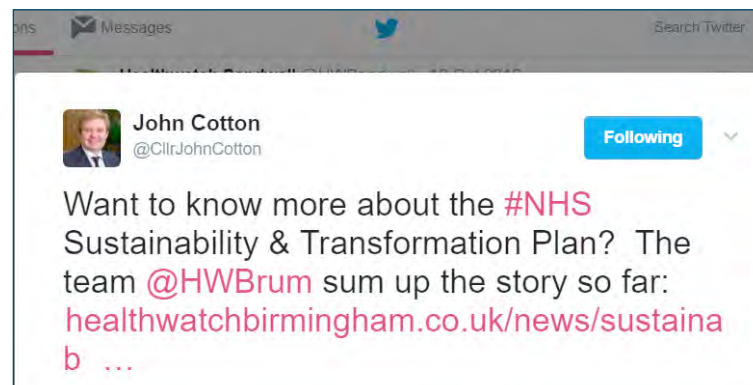 ons Messages Search Twitter
John Cotton
@CllrJohnCotton
Following
Want to know more about the #NHS
Sustainability & Transformation Plan? The
team @HWBrum sum up the story so far:
healthwatchbirmingham.co.uk/news/sustaina
b ...